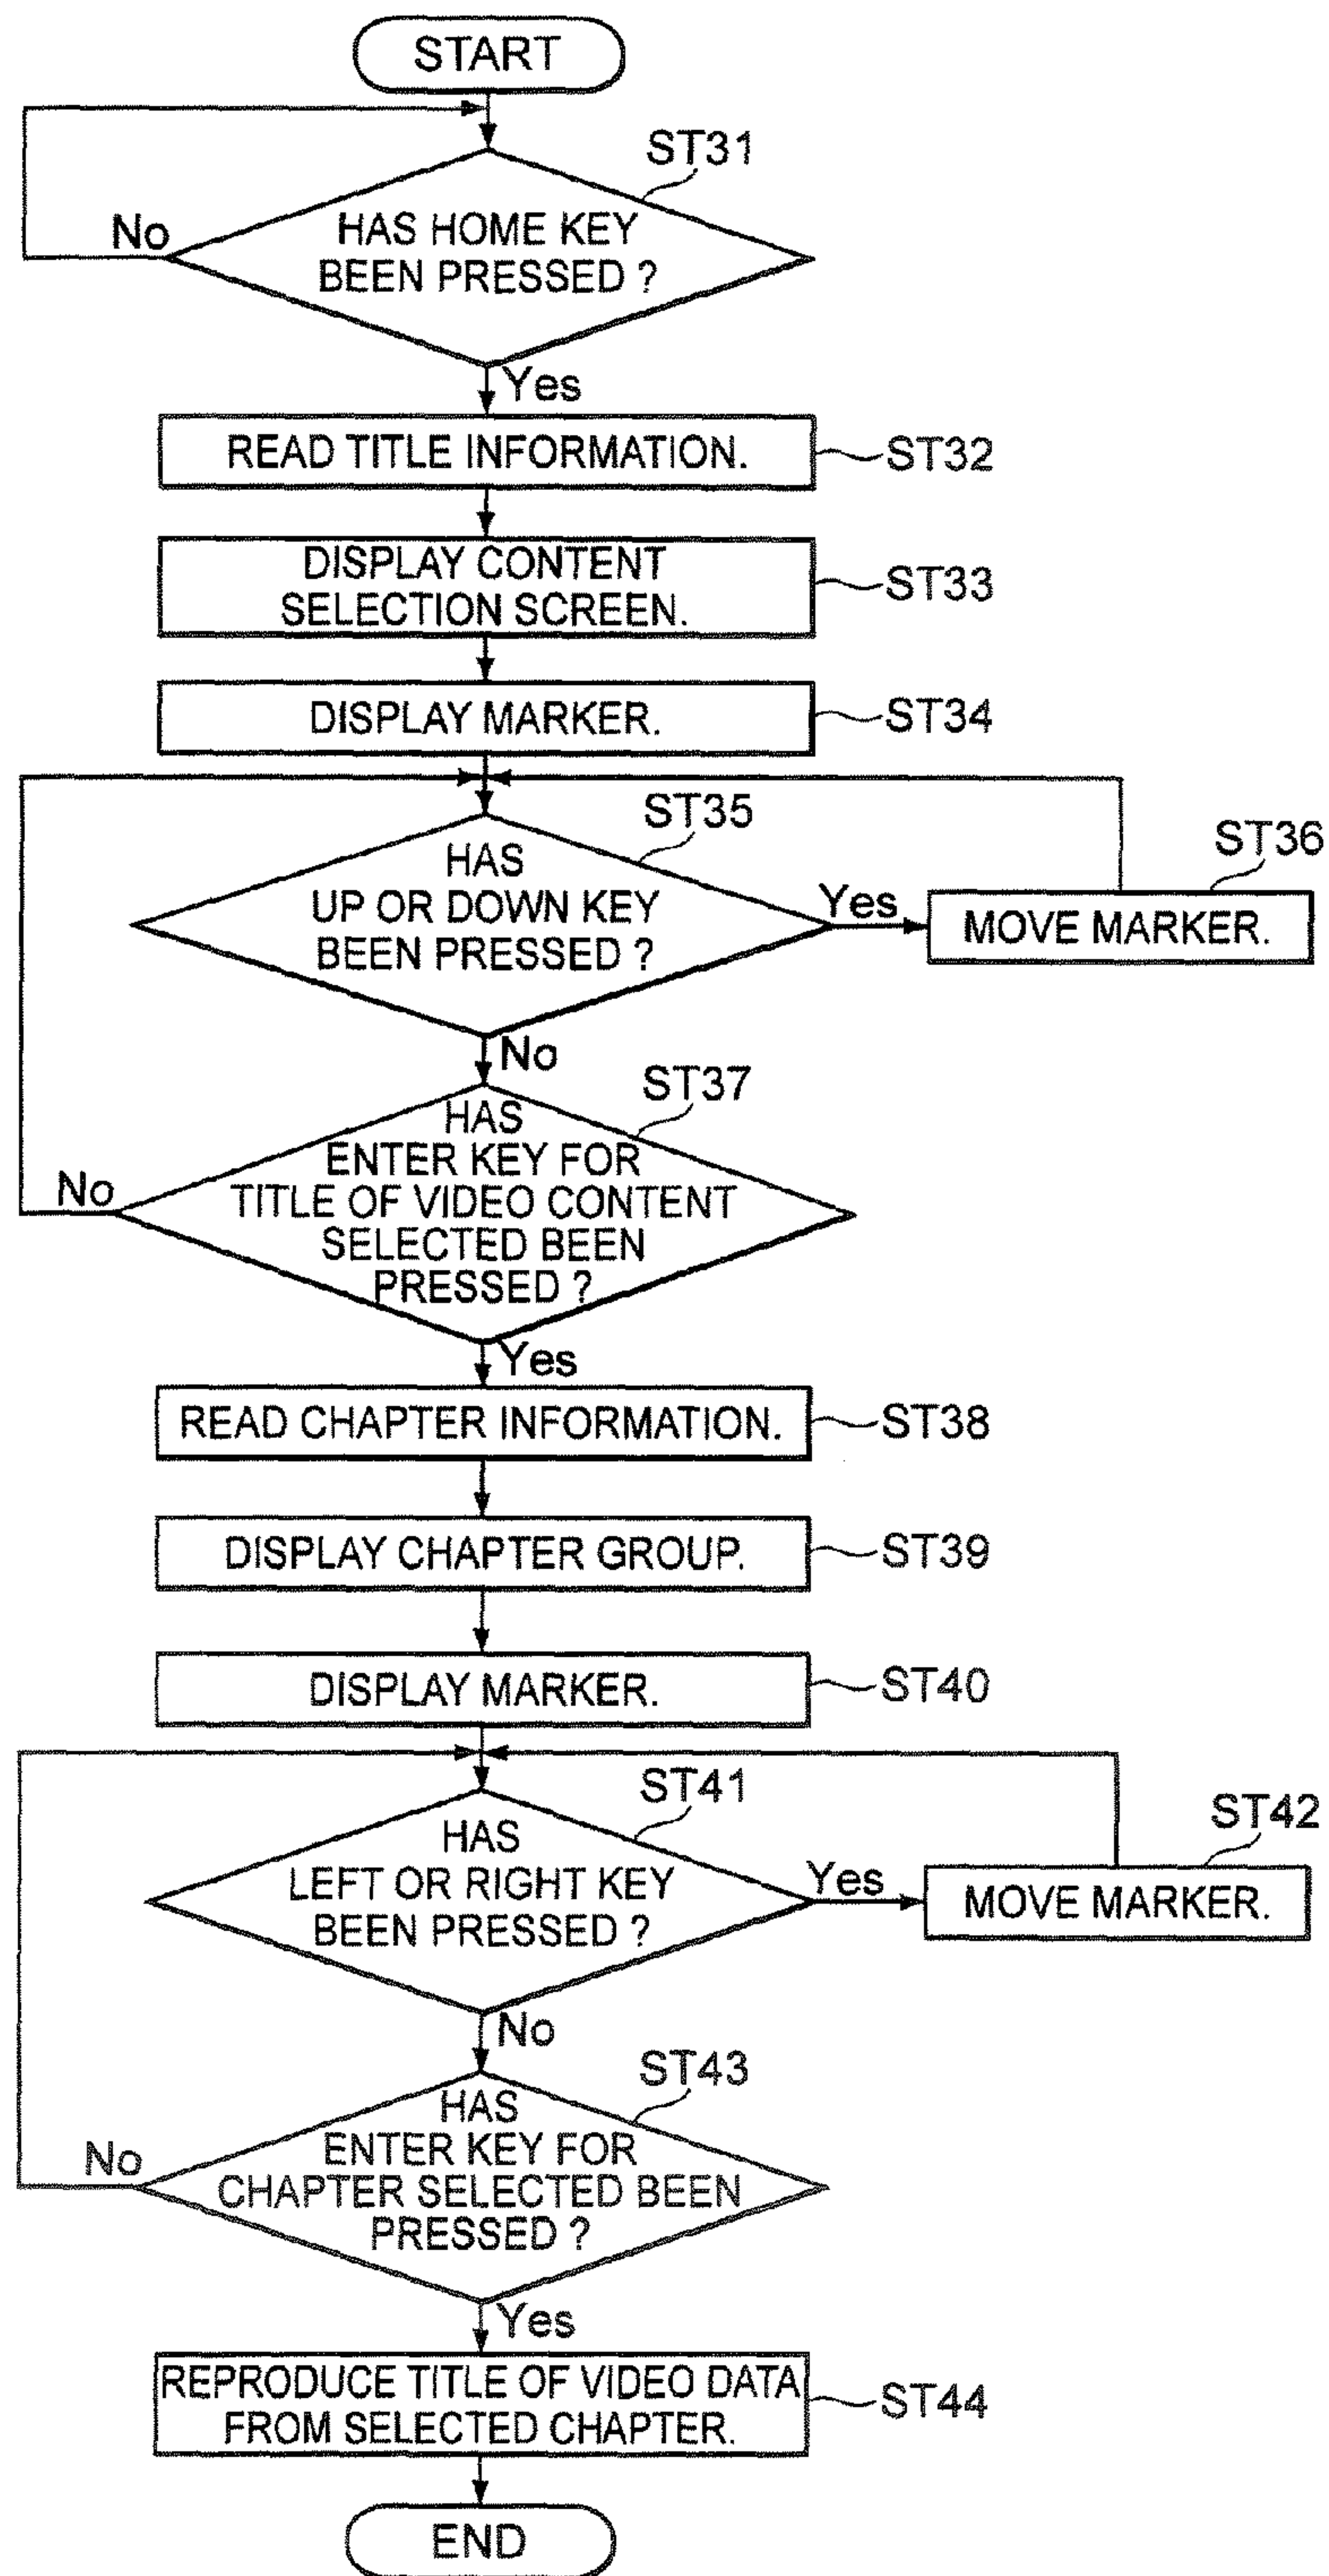 START
ST31
HAS HOME KEY
BEEN PRESSED ?
No
Yes
READ TITLE INFORMATION.
ST32
DISPLAY CONTENT
SELECTION SCREEN.
ST33
DISPLAY MARKER.
ST34
ST35
HAS
UP OR DOWN KEY
BEEN PRESSED ?
Yes
ST36
MOVE MARKER.
No
ST37
HAS
ENTER KEY FOR
TITLE OF VIDEO CONTENT
SELECTED BEEN
PRESSED ?
No
Yes
READ CHAPTER INFORMATION.
ST38
DISPLAY CHAPTER GROUP.
ST39
DISPLAY MARKER.
ST40
ST41
HAS
LEFT OR RIGHT KEY
BEEN PRESSED ?
Yes
ST42
MOVE MARKER.
No
ST43
HAS
ENTER KEY FOR
CHAPTER SELECTED BEEN
PRESSED ?
No
Yes
REPRODUCE TITLE OF VIDEO DATA
FROM SELECTED CHAPTER.
ST44
END